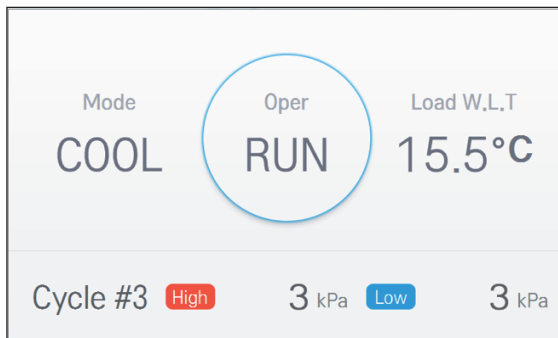 Mode Oper Load W.L.T
COOL RUN 15.5°C
Cycle #3 High 3 kPa Low 3 kPa